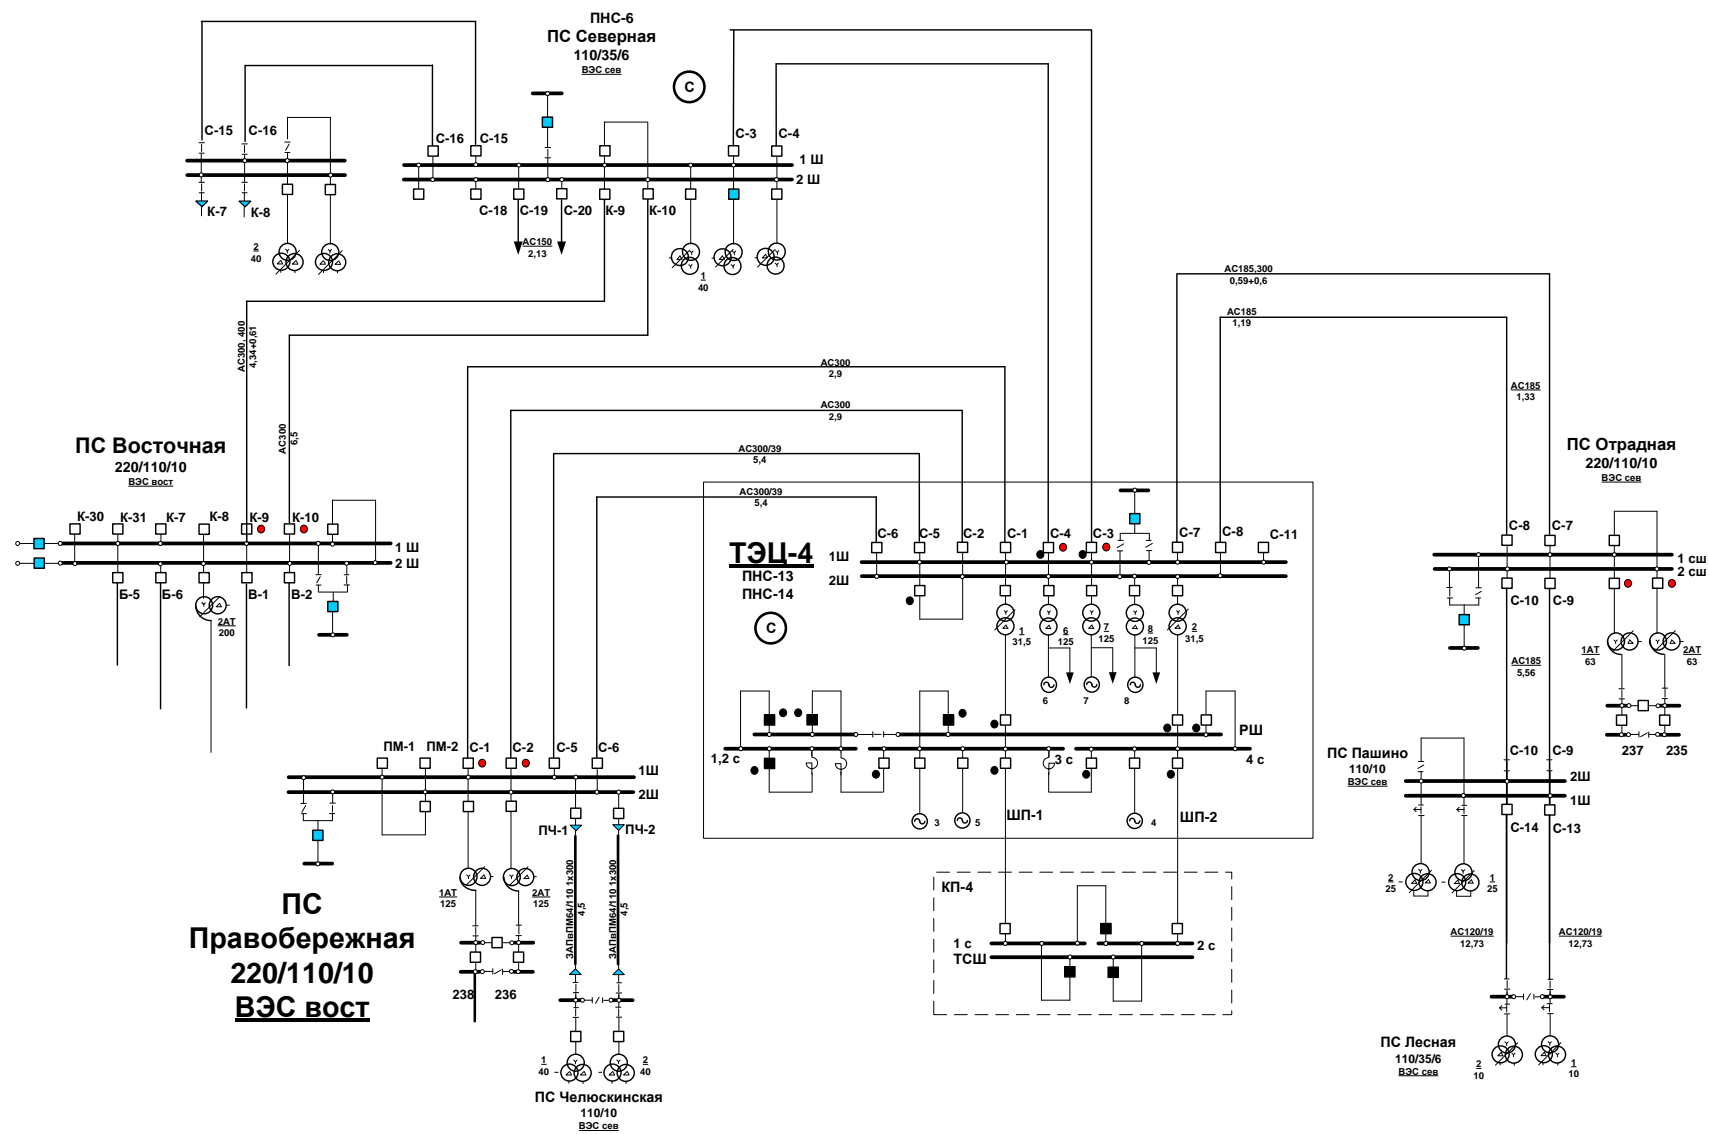 ПНС-6
ПС Северная
110/35/6
ВЭС сев
С
С-15
С-16
С-16
С-15
С-3
С-4
1 Ш
2 Ш
К-7
К-8
С-18
С-19
С-20
К-9
К-10
2
40
АС150
2,13
1
40
АС300, 400
4,34+0,61
АС300
6,5
АС185,300
0,59+0,6
АС185
1,19
АС300
2,9
АС300
2,9
АС300/39
5,4
АС300/39
5,4
АС185
1,33
ПС Восточная
220/110/10
ВЭС вост
К-30
К-31
К-7
К-8
К-9
К-10
1 Ш
2 Ш
Б-5
Б-6
В-1
В-2
2АТ
200
ТЭЦ-4
ПНС-13
ПНС-14
С
С-6
С-5
С-2
С-1
С-4
С-3
С-7
С-8
С-11
1Ш
2Ш
1
31,5
6
125
7
125
8
125
2
31,5
6
7
8
РШ
1,2 с
3 с
4 с
3
5
4
ШП-1
ШП-2
КП-4
1 с
2 с
ТСШ
ПС Отрадная
220/110/10
ВЭС сев
С-8
С-7
1 сш
2 сш
С-10
С-9
АС185
5,56
1АТ
63
2АТ
63
237
235
ПС Пашино
110/10
ВЭС сев
С-10
С-9
2Ш
1Ш
С-14
С-13
2
25
1
25
АС120/19
12,73
АС120/19
12,73
ПС Лесная
110/35/6
ВЭС сев
2
10
1
10
ПМ-1
ПМ-2
С-1
С-2
С-5
С-6
1Ш
2Ш
ПЧ-1
ПЧ-2
1АТ
125
2АТ
125
238
236
ЗАПвПМ64/110 1х300
4,5
ЗАПвПМ64/110 1х300
4,5
ПС
Правобережная
220/110/10
ВЭС вост
1
40
2
40
ПС Челюскинская
110/10
ВЭС сев